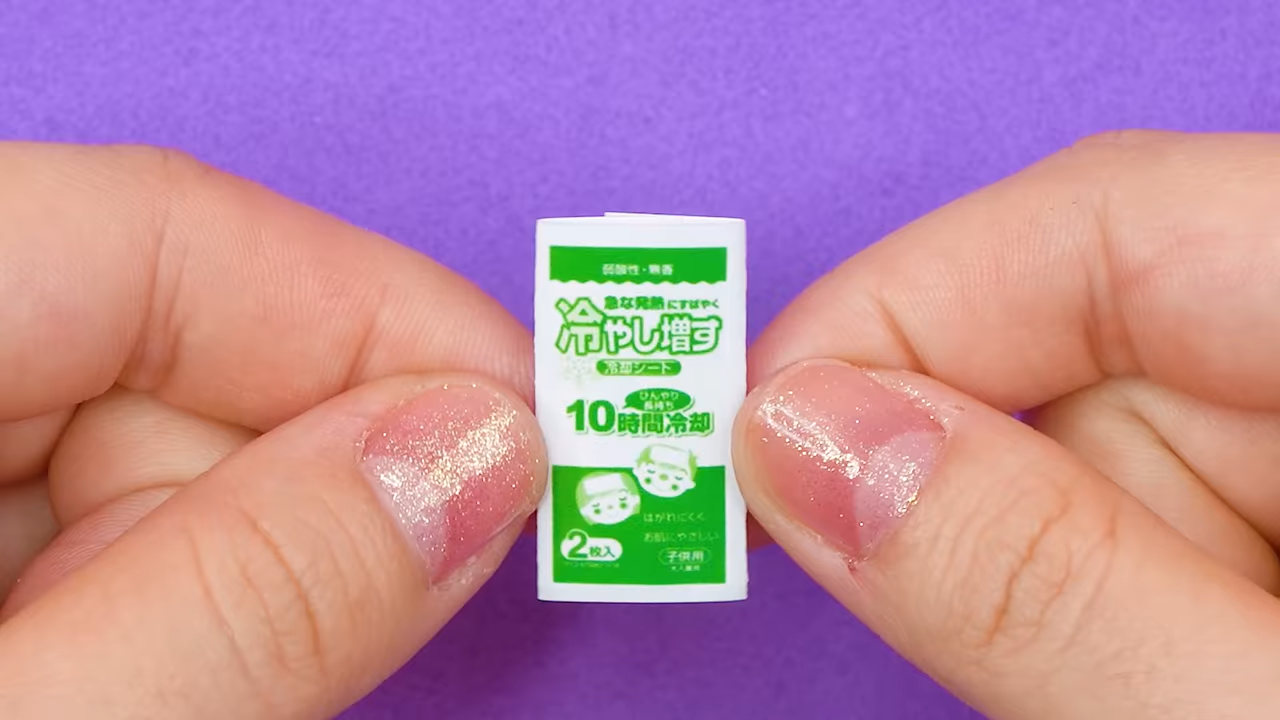 弱酸性・無香
急な発熱にすばやく
冷やし増す
冷却シート
ひんやり
長持ち
10時間冷却
はがれにくく
お肌にやさしい
2枚入
子供用